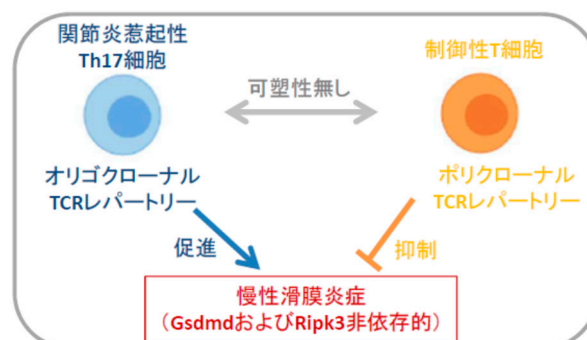 関節炎惹起性
Th17細胞
制御性T細胞
可塑性無し
オリゴクローナル
TCRレパートリー
ポリクローナル
TCRレパートリー
促進
抑制
慢性滑膜炎症
（GsdmdおよびRipk3非依存的）